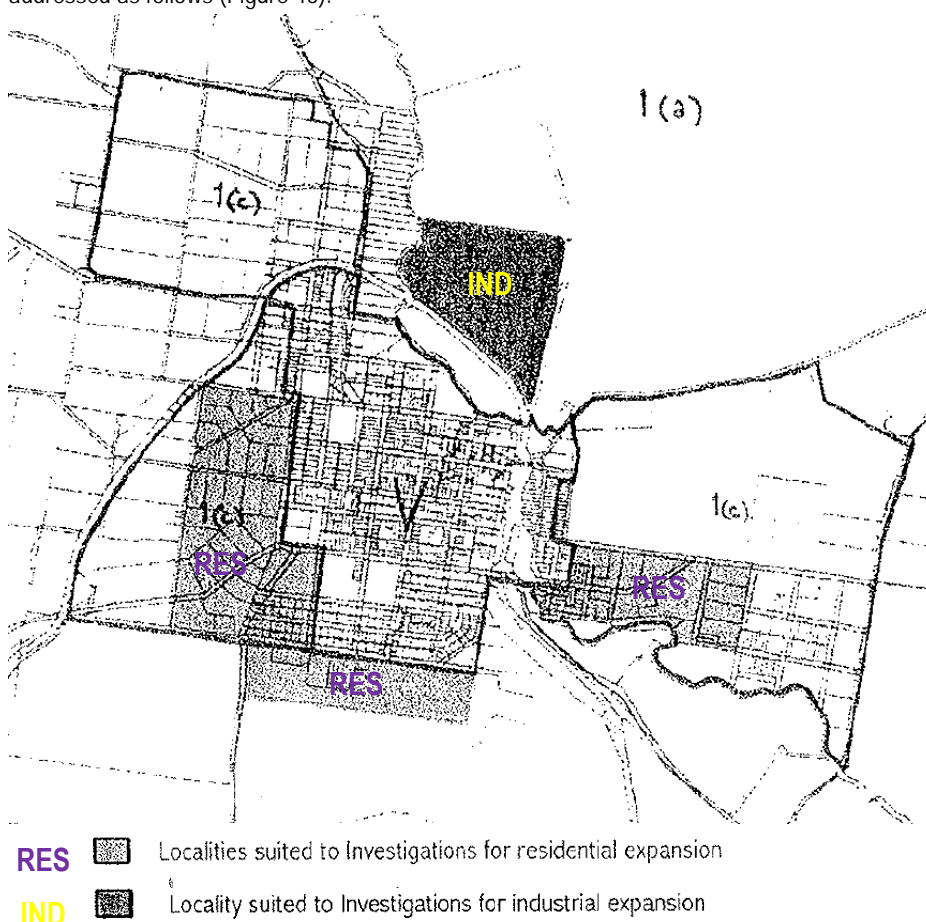 addressed as follows (Figure
1(a)
1(c)
IND
1(c)
RES
V
1(c).
RES
RES
RES Localities suited to Investigations for residential expansion
IND Locality suited to Investigations for industrial expansion